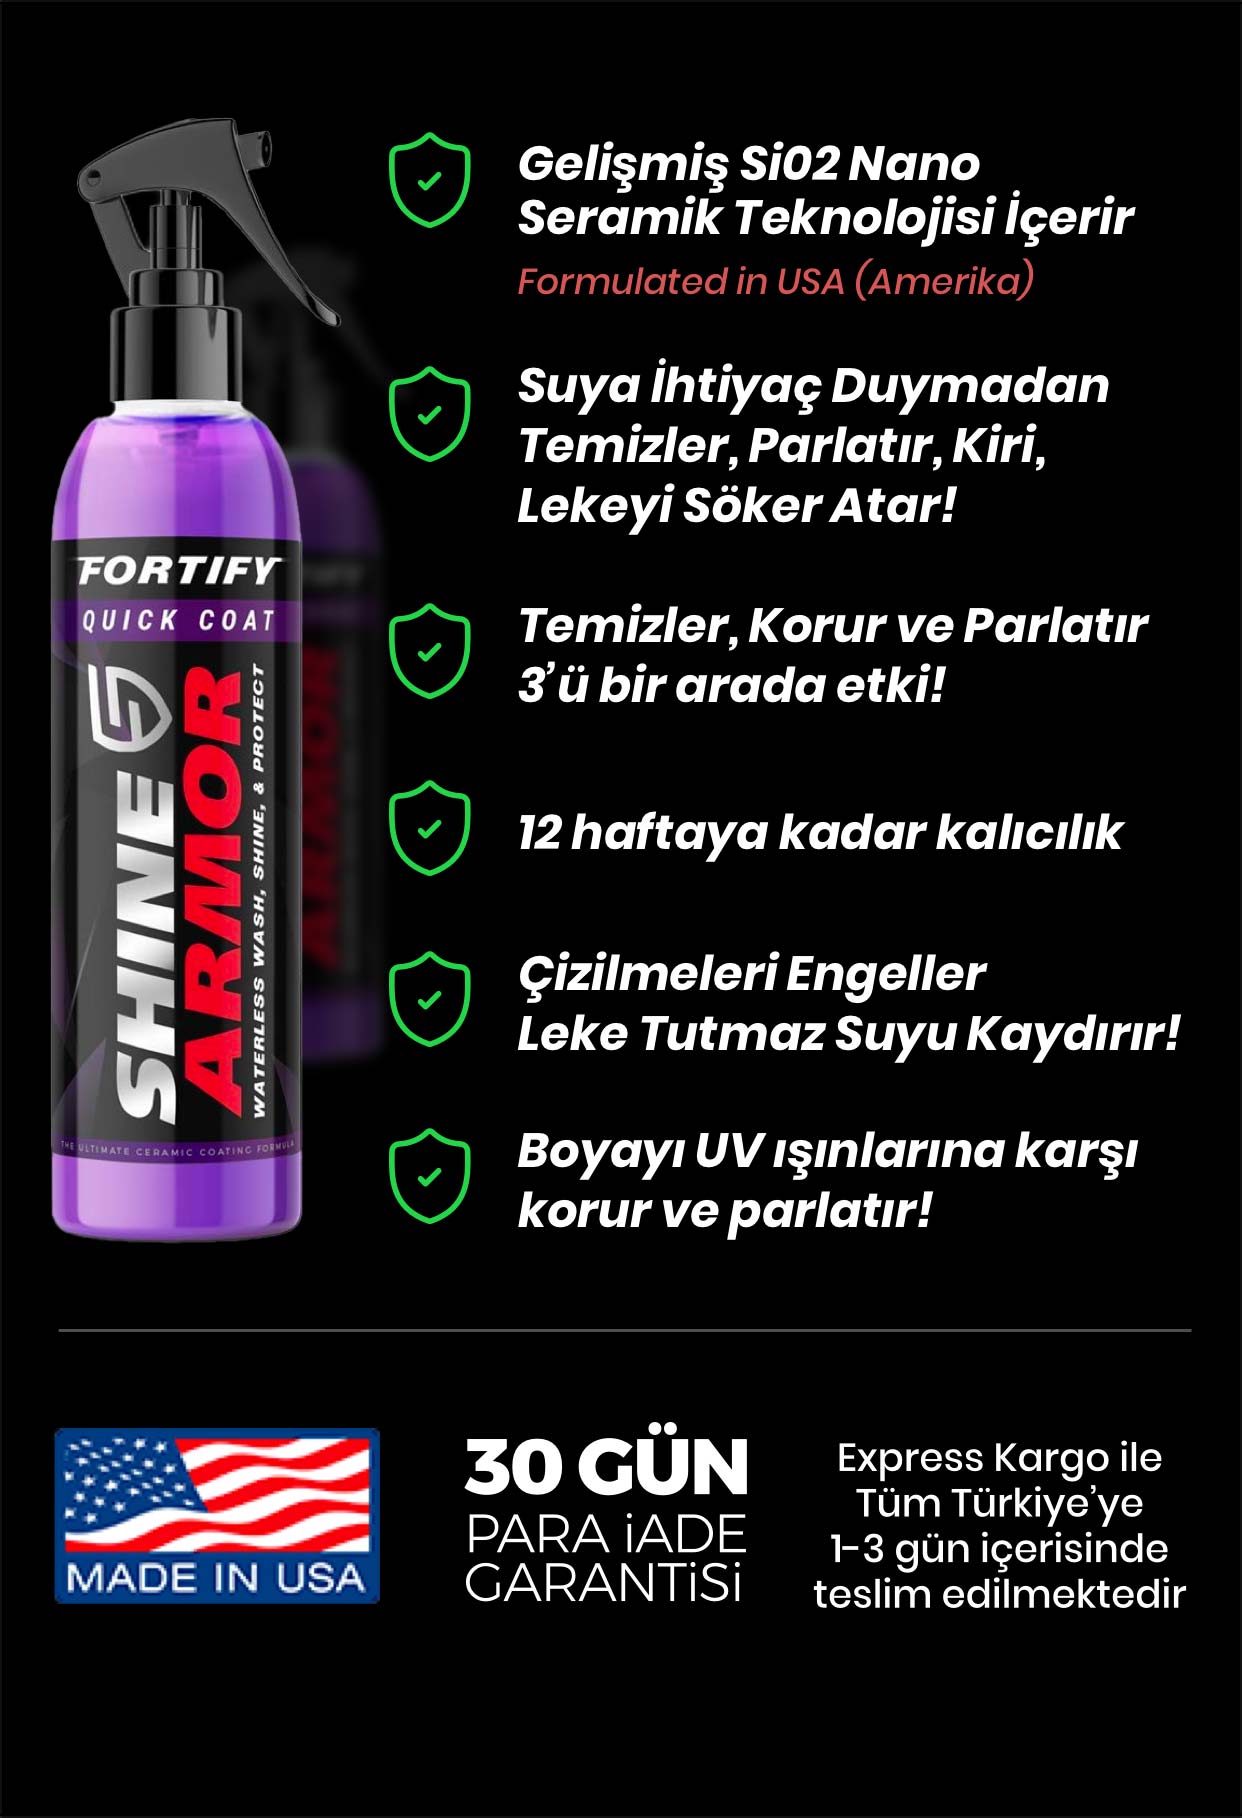 Gelişmiş Si02 Nano
Seramik Teknolojisi İçerir
Formulated in USA (Amerika)
Suya İhtiyaç Duymadan
Temizler, Parlatır, Kiri,
Lekeyi Söker Atar!
Temizler, Korur ve Parlatır
3’ü bir arada etki!
12 haftaya kadar kalıcılık
Çizilmeleri Engeller
Leke Tutmaz Suyu Kaydırır!
Boyayı UV ışınlarına karşı
korur ve parlatır!
FORTIFY
QUICK COAT
SHINE
ARMOR
WATERLESS WASH, SHINE, & PROTECT
THE ULTIMATE CERAMIC COATING FORMULA
MADE IN USA
30 GÜN
PARA iADE
GARANTiSi
Express Kargo ile
Tüm Türkiye’ye
1-3 gün içerisinde
teslim edilmektedir